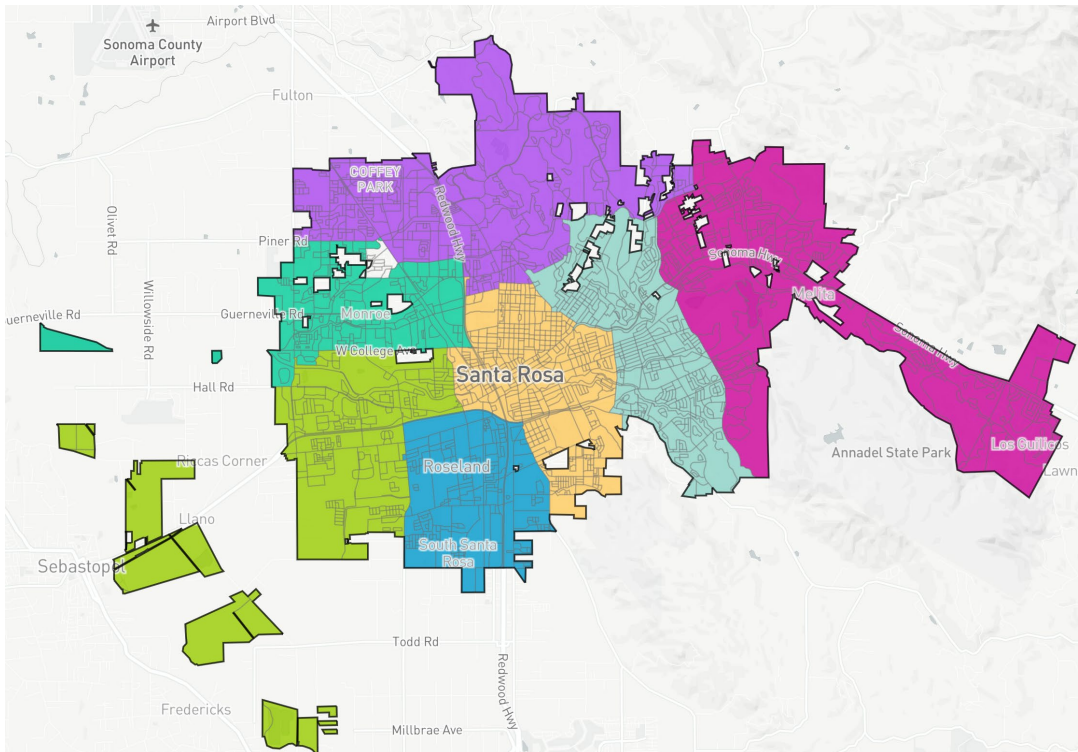 Airport Blvd
Sonoma County
Airport
Fulton
COFFEY
PARK
Redwood Hwy
Olivet Rd
Piner Rd
Sonoma Hwy
Melita
Willowside Rd
uerneville Rd
Guerneville Rd
Monroe
Sonoma Hwy
W College Ave
Santa Rosa
Hall Rd
Los Guilicos
Annadel State Park
Lawn
Riccas Corner
Roseland
Llano
South Santa
Rosa
Sebastopol
Todd Rd
Redwood Hwy
Fredericks
Millbrae Ave